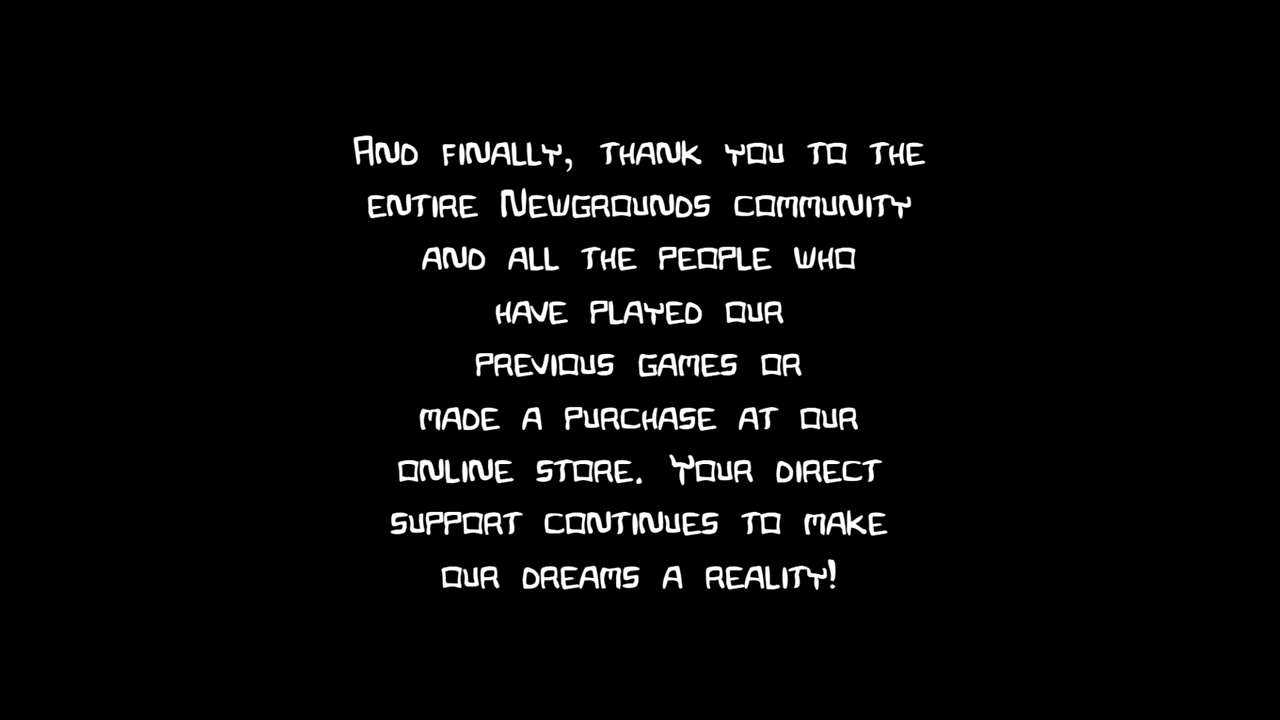 And finally, thank you to the
entire Newgrounds community
and all the people who
have played our
previous games or
made a purchase at our
online store. Your direct
support continues to make
our dreams a reality!